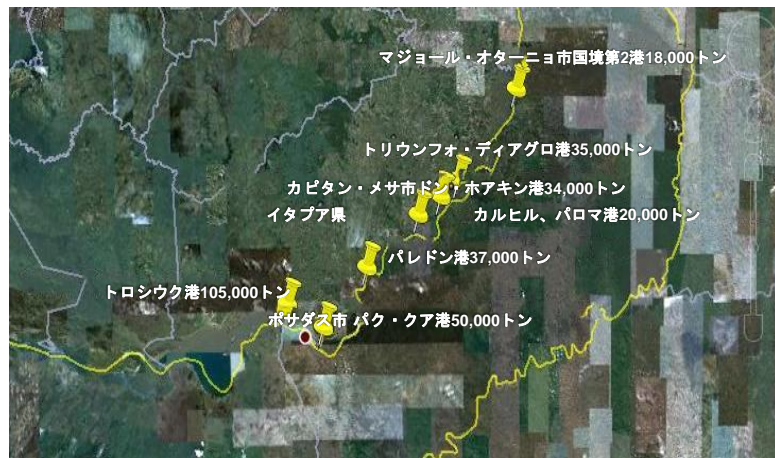 マジョール・オターニョ市国境第2港18,000トン
トリウンフォ・ディアグロ港35,000トン
カピタン・メサ市ドン・ホアキン港34,000トン
イタプア県
カルヒル、パロマ港20,000トン
パレドン港37,000トン
トロシウク港105,000トン
ポサダス市 パク・クア港50,000トン